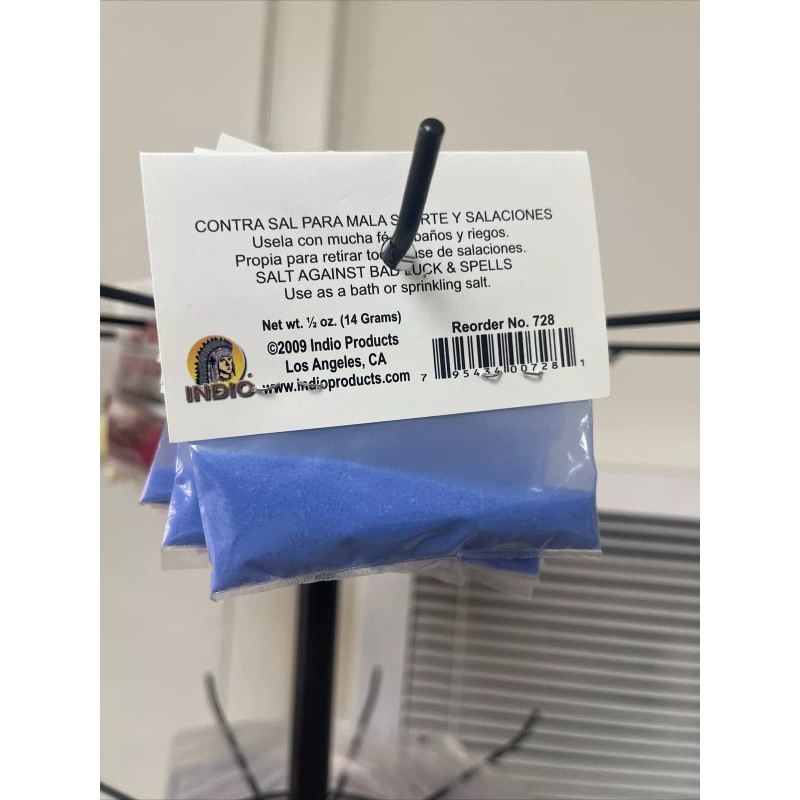 CONTRA SAL PARA MALA Y SALACIONES
Usela con mucha fé baños y riegos.
Propia para retirar de salaciones.
SALT AGAINST BAD LUCK & SPELLS
Use as a bath or sprinkling salt.
Net wt. ½ oz. (14 Grams)
©2009 Indio Products
Los Angeles, CA
www.indioproducts.com
INDIO®
Reorder No. 728
7 95434 00728 1